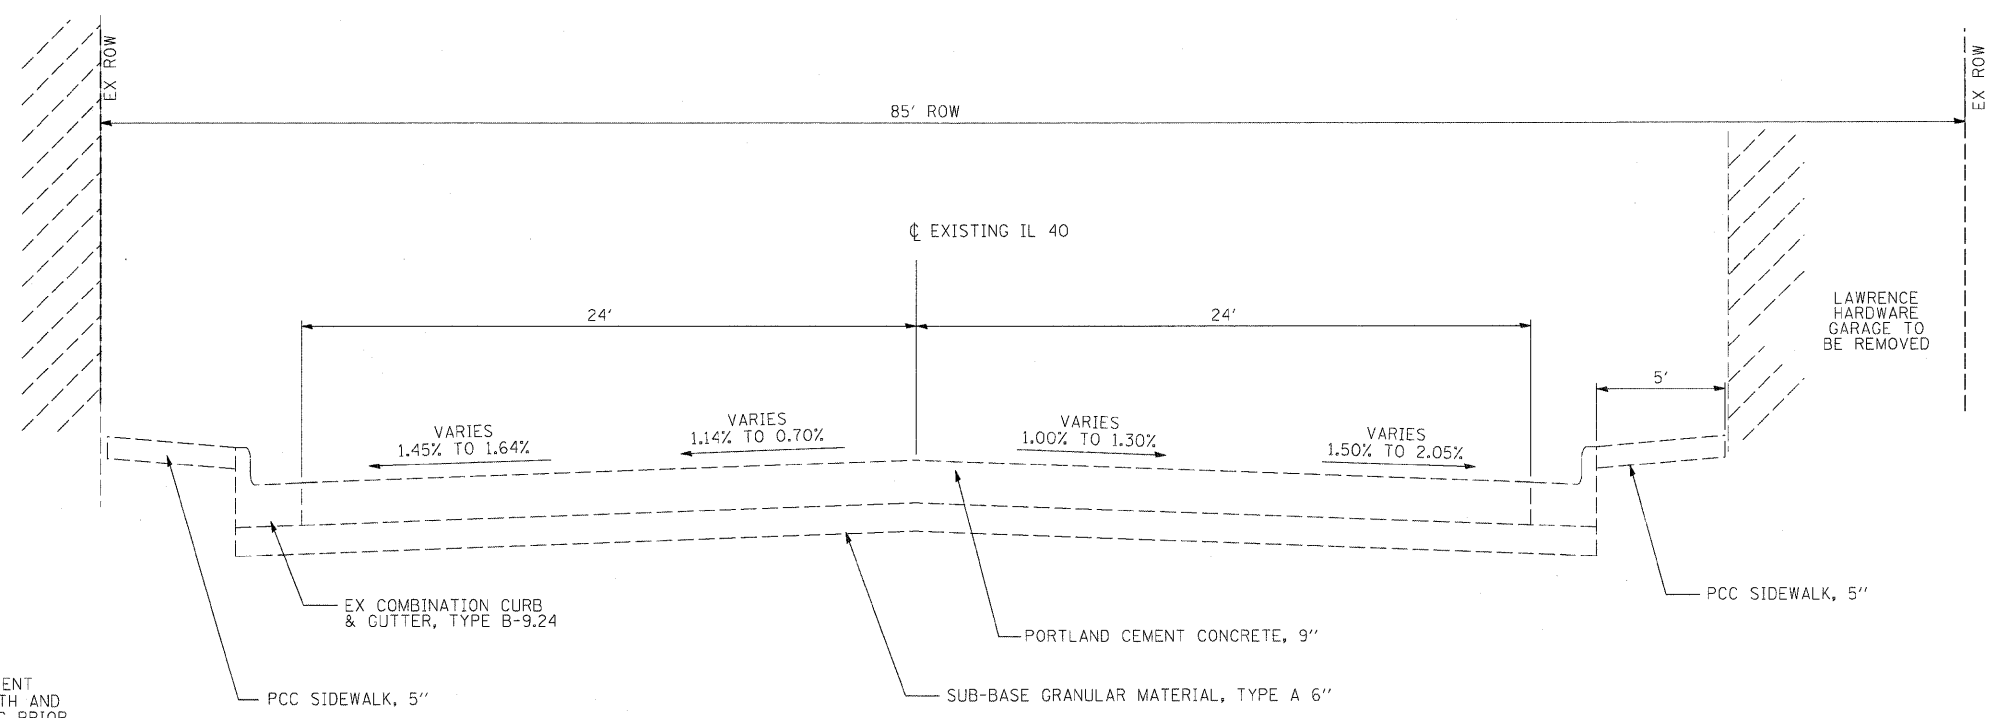 EX ROW
EX ROW
85' ROW
℄ EXISTING IL 40
24'
24'
LAWRENCE
HARDWARE
GARAGE TO
BE REMOVED
5'
VARIES
1.45% TO 1.64%
VARIES
1.14% TO 0.70%
VARIES
1.00% TO 1.30%
VARIES
1.50% TO 2.05%
EX COMBINATION CURB
& GUTTER, TYPE B-9.24
PCC SIDEWALK, 5"
PORTLAND CEMENT CONCRETE, 9"
PCC SIDEWALK, 5"
SUB-BASE GRANULAR MATERIAL, TYPE A 6"
ENT
TH AND
PRIOR